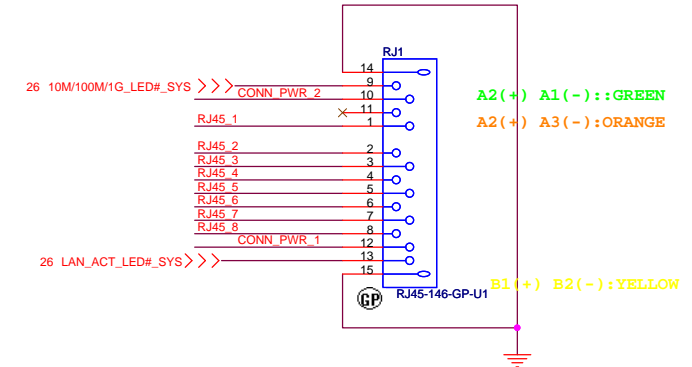 RJ1
14
26 10M/100M/1G_LED#_SYS
9
CONN_PWR_2
10
A2(+) A1(-)::GREEN
11
RJ45_1
1
A2(+) A3(-):ORANGE
RJ45_2
2
RJ45_3
3
RJ45_4
4
RJ45_5
5
RJ45_6
6
RJ45_7
7
RJ45_8
8
CONN_PWR_1
12
26 LAN_ACT_LED#_SYS
13
15
B1(+) B2(-):YELLOW
RJ45-146-GP-U1
GP